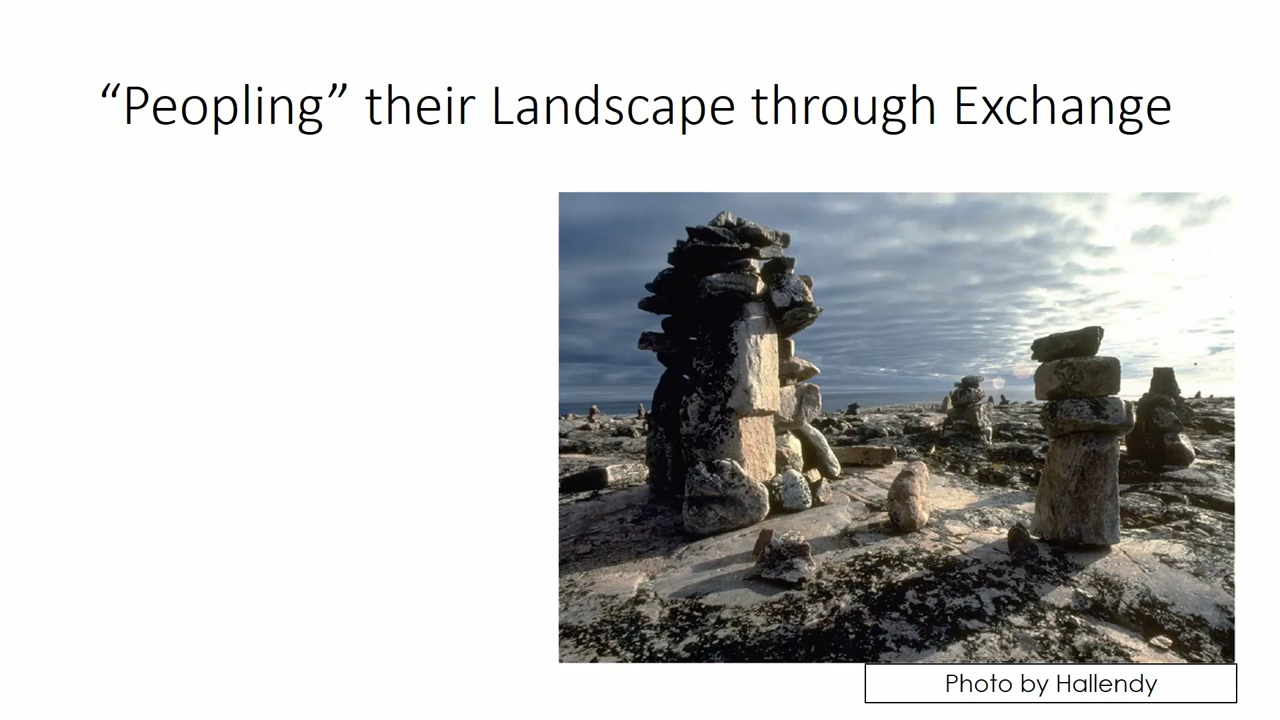 “Peopling” their Landscape through Exchange
Photo by Hallendy